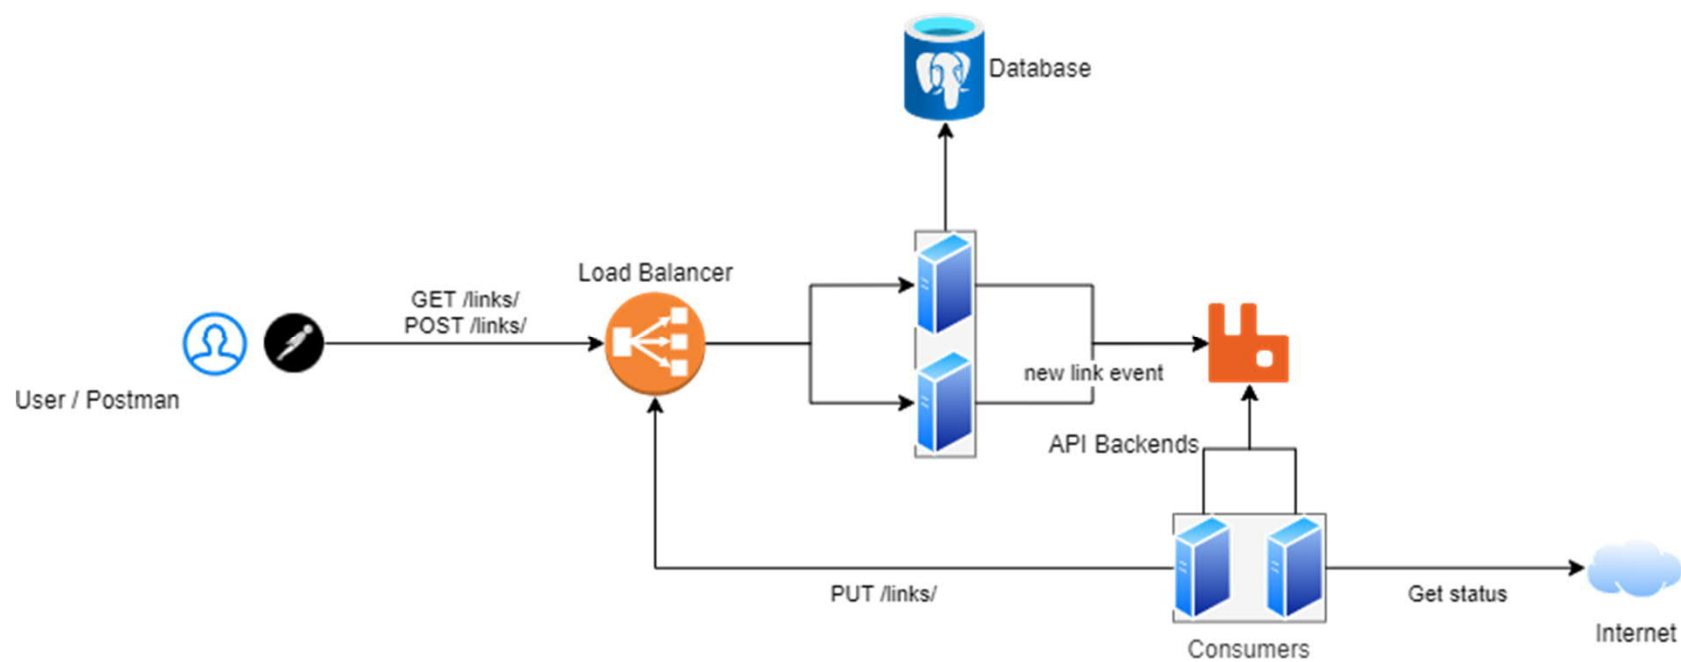 Database
Load Balancer
GET /links/
POST /links/
User / Postman
new link event
API Backends
PUT /links/
Get status
Internet
Consumers